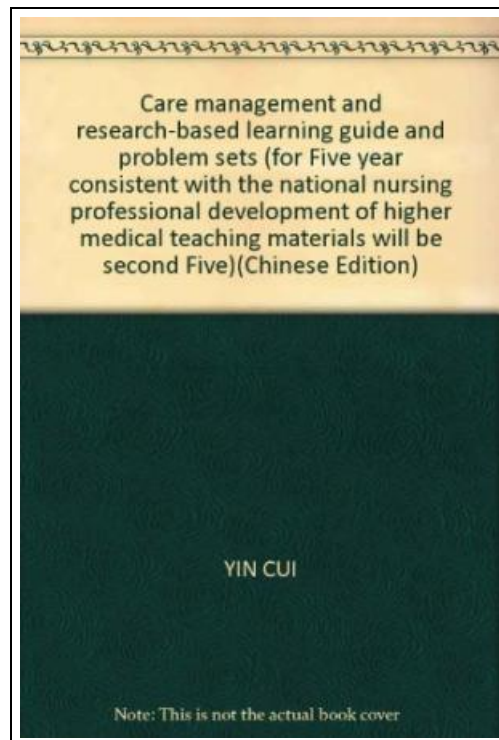 Care management and
research-based learning guide and
problem sets (for Five year
consistent with the national nursing
professional development of higher
medical teaching materials will be
second Five)(Chinese Edition)
YIN CUI
Note: This is not the actual book cover